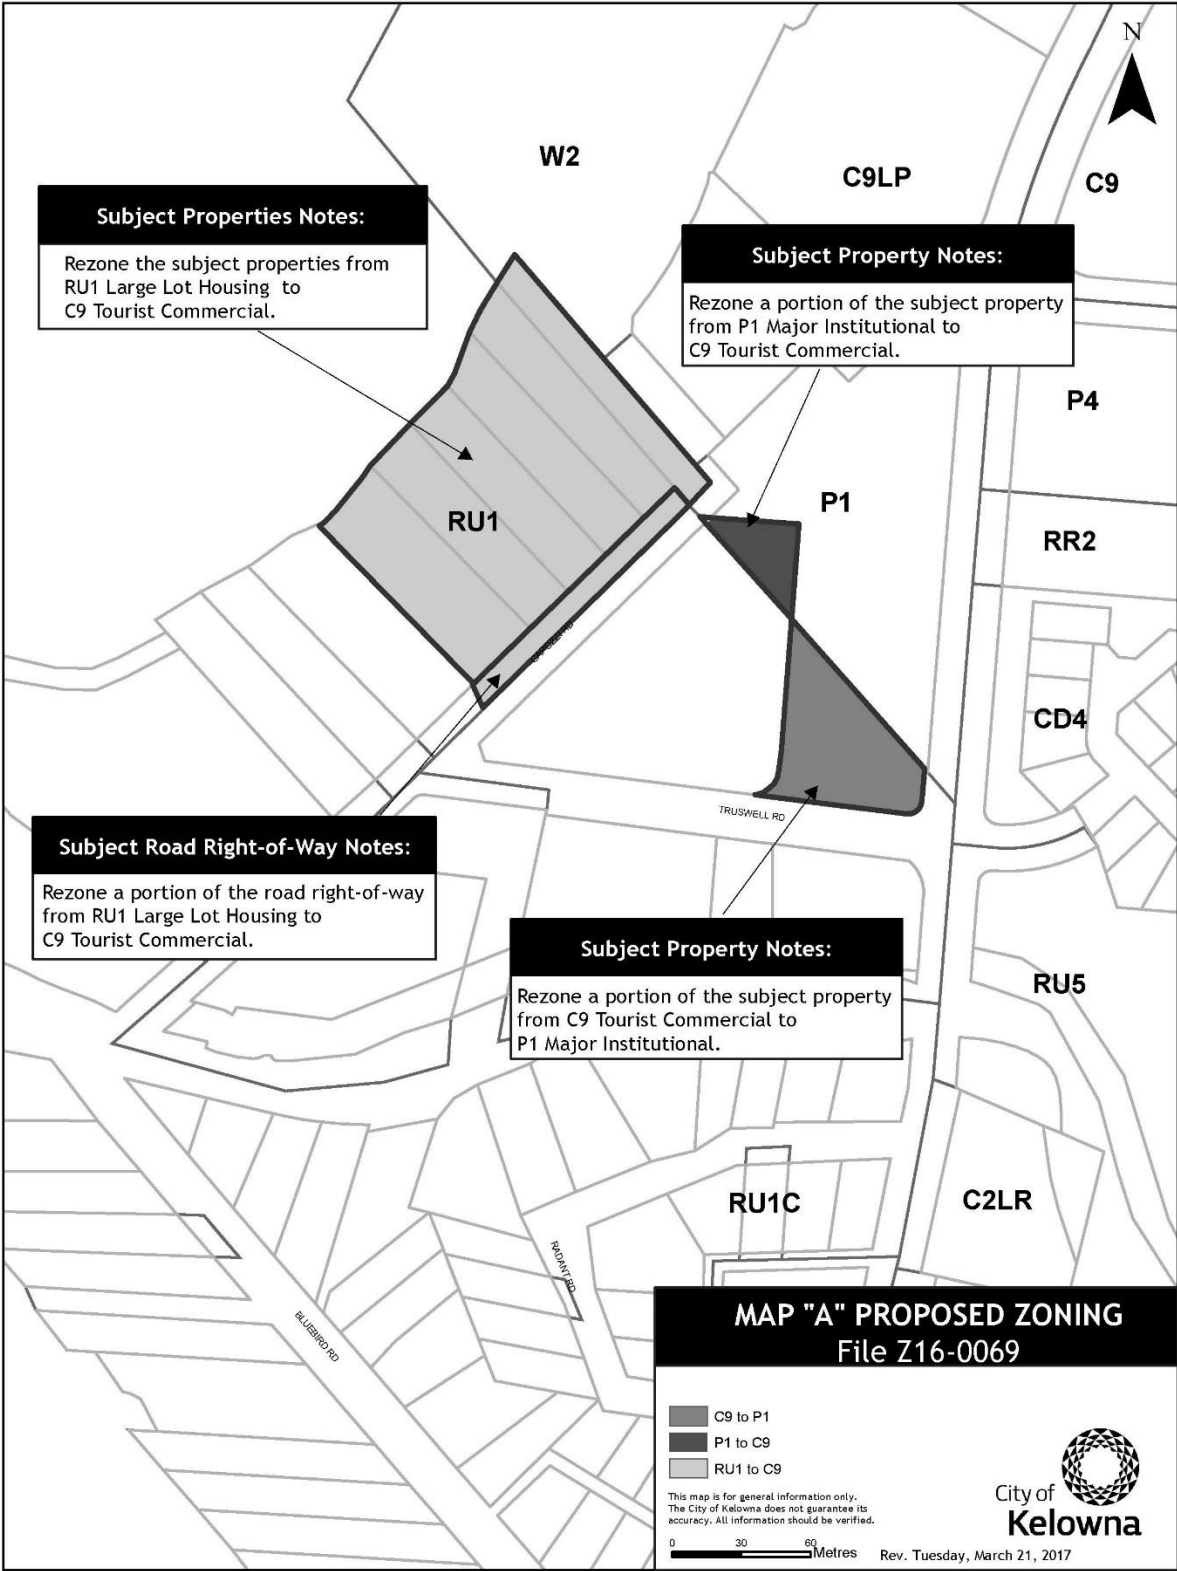 N
W2
C9LP
C9
Subject Properties Notes:
Rezone the subject properties from
RU1 Large Lot Housing to
C9 Tourist Commercial.
Subject Property Notes:
Rezone a portion of the subject property
from P1 Major Institutional to
C9 Tourist Commercial.
P4
P1
RU1
RR2
CD4
TRUSWELL RD
Subject Road Right-of-Way Notes:
Rezone a portion of the road right-of-way
from RU1 Large Lot Housing to
C9 Tourist Commercial.
Subject Property Notes:
Rezone a portion of the subject property
from C9 Tourist Commercial to
P1 Major Institutional.
RU5
RU1C
C2LR
RADANT RD
BLUEBIRD RD
MAP "A" PROPOSED ZONING
File Z16-0069
C9 to P1
P1 to C9
RU1 to C9
This map is for general information only.
The City of Kelowna does not guarantee its
accuracy. All information should be verified.
0 30 60
Metres
City of
Kelowna
Rev. Tuesday, March 21, 2017